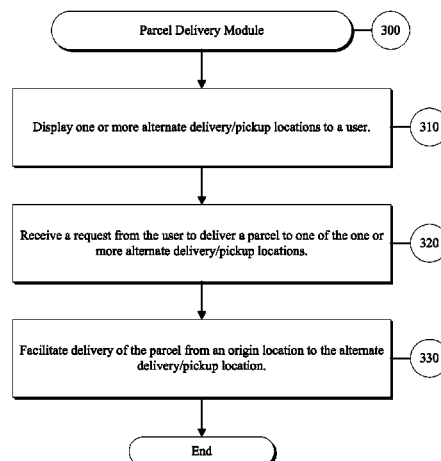 Parcel Delivery Module
300
Display one or more alternate delivery/pickup locations to a user.
310
Receive a request from the user to deliver a parcel to one of the one or
more alternate delivery/pickup locations.
320
Facilitate delivery of the parcel from an origin location to the alternate
delivery/pickup location.
330
End